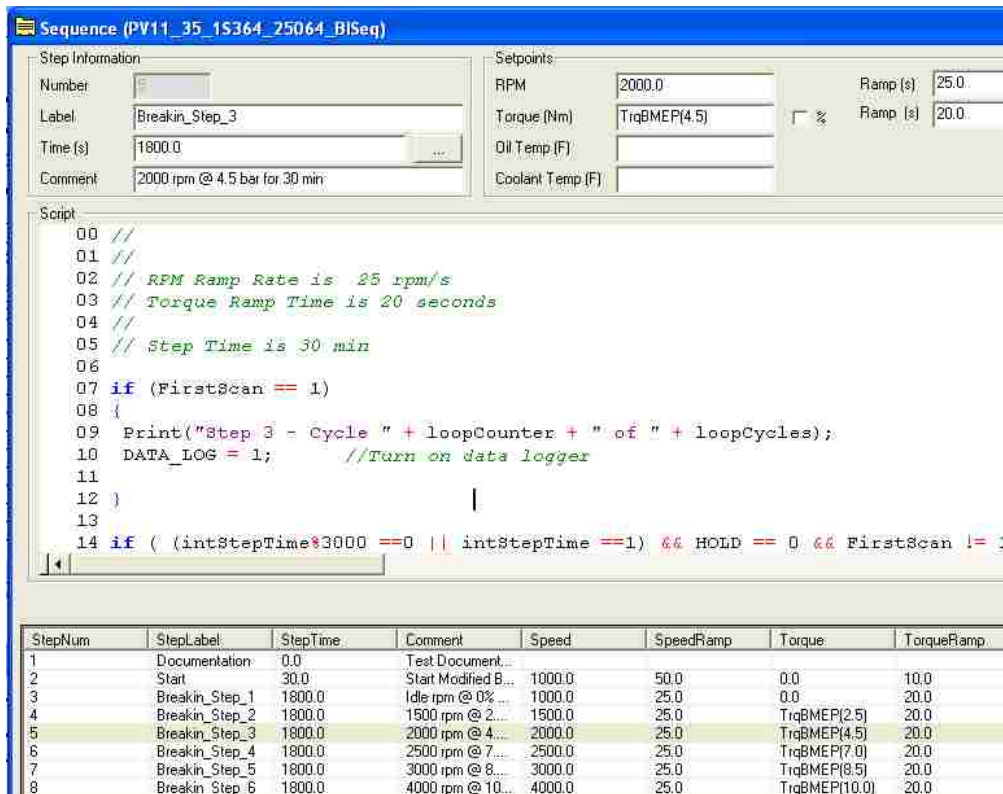 Sequence (PV11_35_1S364_25064_BISeq)
Step Information
Number 5
Label Breakin_Step_3
Time (s) 1800.0 ...
Comment 2000 rpm @ 4.5 bar for 30 min
Setpoints
RPM 2000.0 Ramp (s) 25.0
Torque (Nm) TrqBMEP(4.5) % Ramp (s) 20.0
Oil Temp (F)
Coolant Temp (F)
Script
00 //
01 //
02 // RPM Ramp Rate is  25 rpm/s
03 // Torque Ramp Time is 20 seconds
04 //
05 // Step Time is 30 min
06
07 if (FirstScan == 1)
08 {
09  Print("Step 3 - Cycle " + loopCounter + " of " + loopCycles);
10  DATA_LOG = 1;       //Turn on data logger
11
12 }
13
14 if ( (intStepTime%3000 ==0 || intStepTime ==1) && HOLD == 0 && FirstScan != 1
StepNum StepLabel StepTime Comment Speed SpeedRamp Torque TorqueRamp
1 Documentation 0.0 Test Document...
2 Start 30.0 Start Modified B... 1000.0 50.0 0.0 10.0
3 Breakin_Step_1 1800.0 Idle rpm @ 0% ... 1000.0 25.0 0.0 20.0
4 Breakin_Step_2 1800.0 1500 rpm @ 2.... 1500.0 25.0 TrqBMEP(2.5) 20.0
5 Breakin_Step_3 1800.0 2000 rpm @ 4.... 2000.0 25.0 TrqBMEP(4.5) 20.0
6 Breakin_Step_4 1800.0 2500 rpm @ 7.... 2500.0 25.0 TrqBMEP(7.0) 20.0
7 Breakin_Step_5 1800.0 3000 rpm @ 8.... 3000.0 25.0 TrqBMEP(8.5) 20.0
8 Breakin_Step_6 1800.0 4000 rpm @ 10... 4000.0 25.0 TrqBMEP(10.0) 20.0